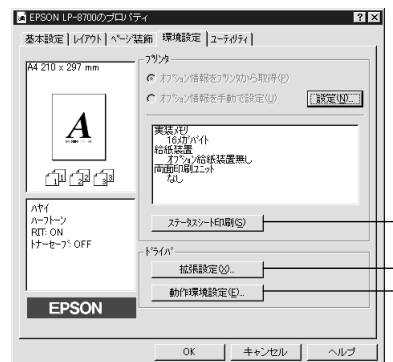 EPSON LP-8700のプロパティ
基本設定 レイアウト ページ装飾 環境設定 ユーティリティ
A4 210 x 297 mm
A
1 1 2 2 3 3
ハヤイ
ハーフトーン
RIT: ON
トナーセーブ: OFF
EPSON
プリンタ
オプション情報をプリンタから取得(P)
オプション情報を手動で設定(U)
設定(N)...
実装メモリ
16メガバイト
給紙装置
オプション給紙装置無し
両面印刷ユニット
なし
ステータスシート印刷(S)
ドライバ
拡張設定(X)...
動作環境設定(E)...
OK キャンセル ヘルプ